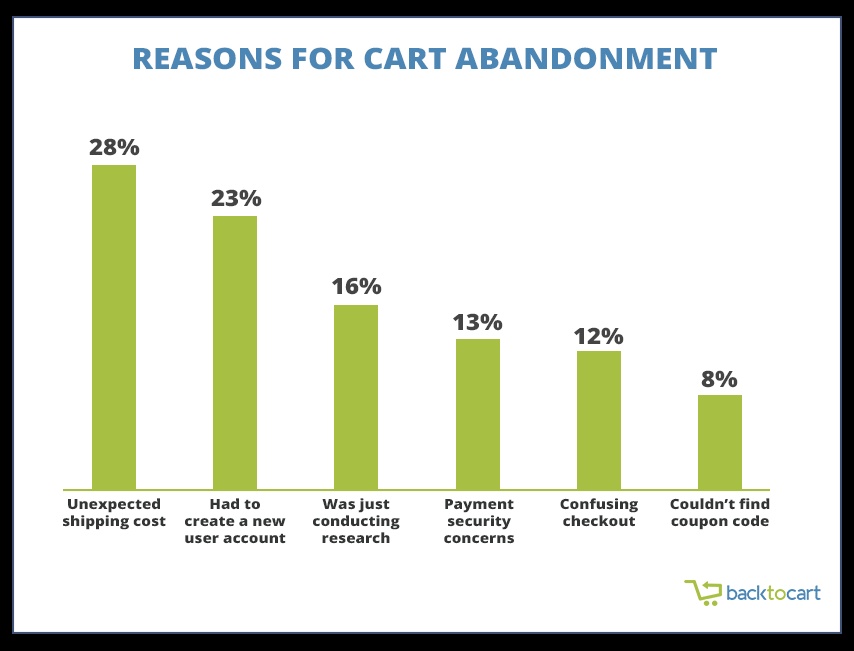 REASONS FOR CART ABANDONMENT
28%
23%
16%
13%
12%
8%
Unexpected
shipping cost
Had to
create a new
user account
Was just
conducting
research
Payment
security
concerns
Confusing
checkout
Couldn’t find
coupon code
backtocart